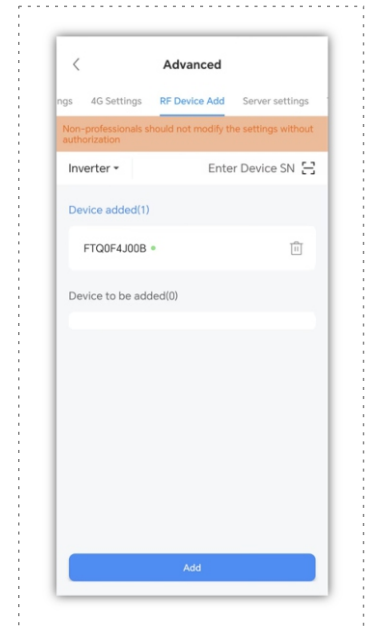 Advanced
ngs 4G Settings RF Device Add Server settings
Non-professionals should not modify the settings without
authorization
Inverter Enter Device SN
Device added(1)
FTQ0F4J00B
Device to be added(0)
Add